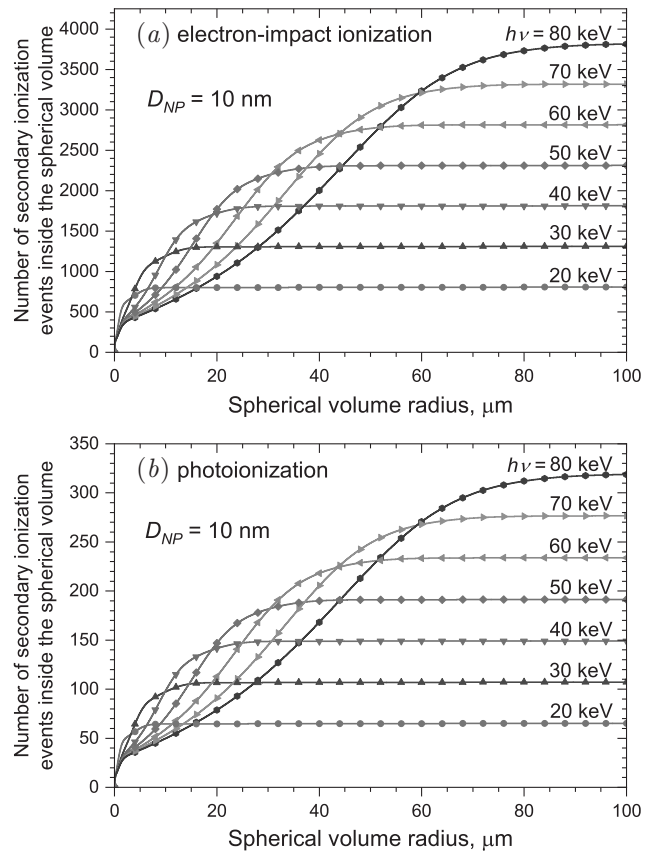 (a) electron-impact ionization
D_NP = 10 nm
hν = 80 keV
70 keV
60 keV
50 keV
40 keV
30 keV
20 keV
Number of secondary ionization
events inside the spherical volume
4000
3500
3000
2500
2000
1500
1000
500
0
0 20 40 60 80 100
Spherical volume radius, μm
(b) photoionization
D_NP = 10 nm
hν = 80 keV
70 keV
60 keV
50 keV
40 keV
30 keV
20 keV
Number of secondary ionization
events inside the spherical volume
350
300
250
200
150
100
50
0
0 20 40 60 80 100
Spherical volume radius, μm